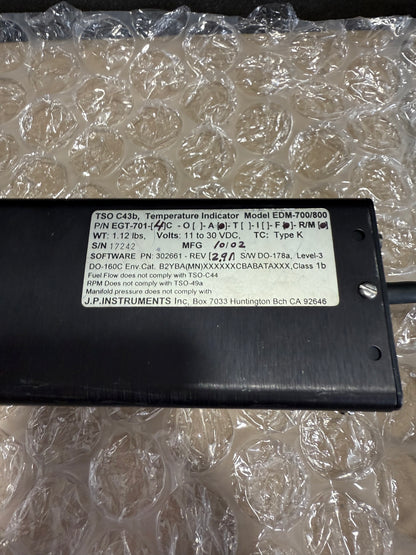 TSO C43b, Temperature Indicator Model EDM-700/800
P/N EGT-701-[4]C - O [ ]- A [●]- T [ ]- I [ ]- F [●]- R/M [●]
WT: 1.12 lbs, Volts: 11 to 30 VDC, TC: Type K
S/N 17242 MFG 10/02
SOFTWARE PN: 302661 - REV [2.91] S/W DO-178a, Level-3
DO-160C Env.Cat. B2YBA(MN)XXXXXXCBABATAXXX, Class 1b
Fuel Flow does not comply with TSO-C44
RPM Does not comply with TSO-49a
Manifold pressure does not comply with
J.P.INSTRUMENTS Inc, Box 7033 Huntington Bch CA 92646